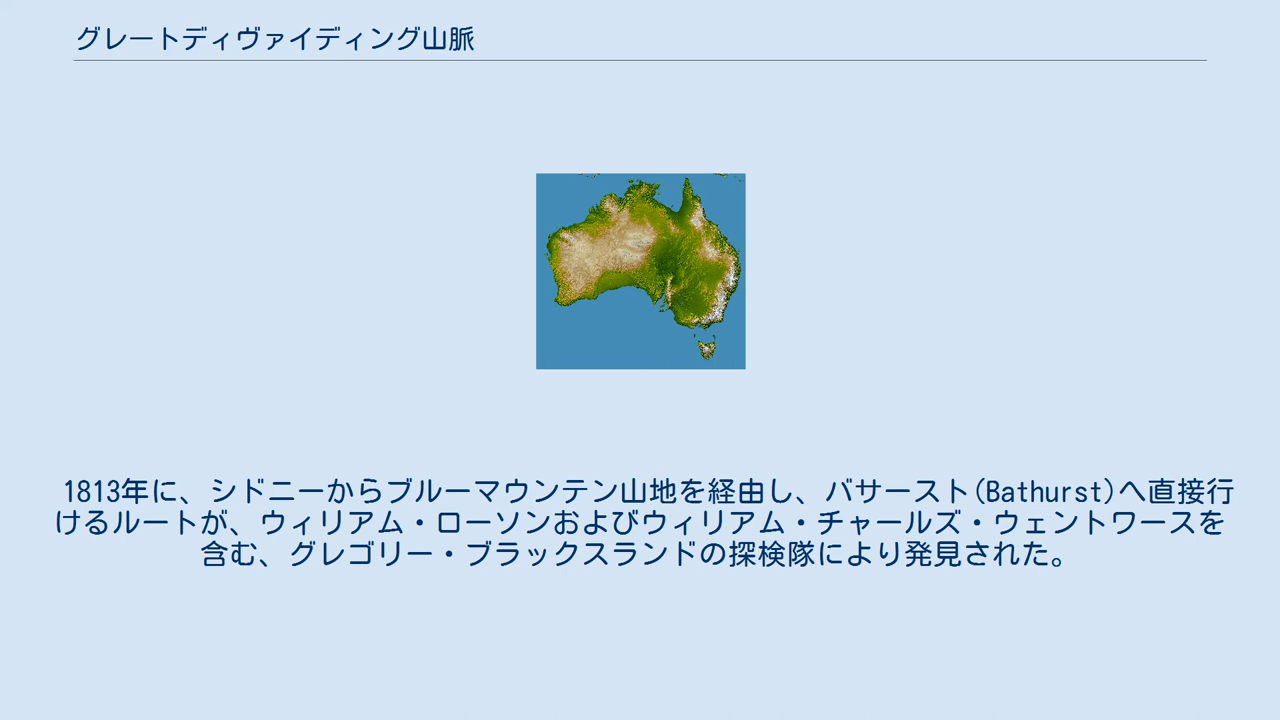 グレートディヴァイディング山脈
1813年に、シドニーからブルーマウンテン山地を経由し、バサースト(Bathurst)へ直接行
けるルートが、ウィリアム・ローソンおよびウィリアム・チャールズ・ウェントワースを
含む、グレゴリー・ブラックスランドの探検隊により発見された。